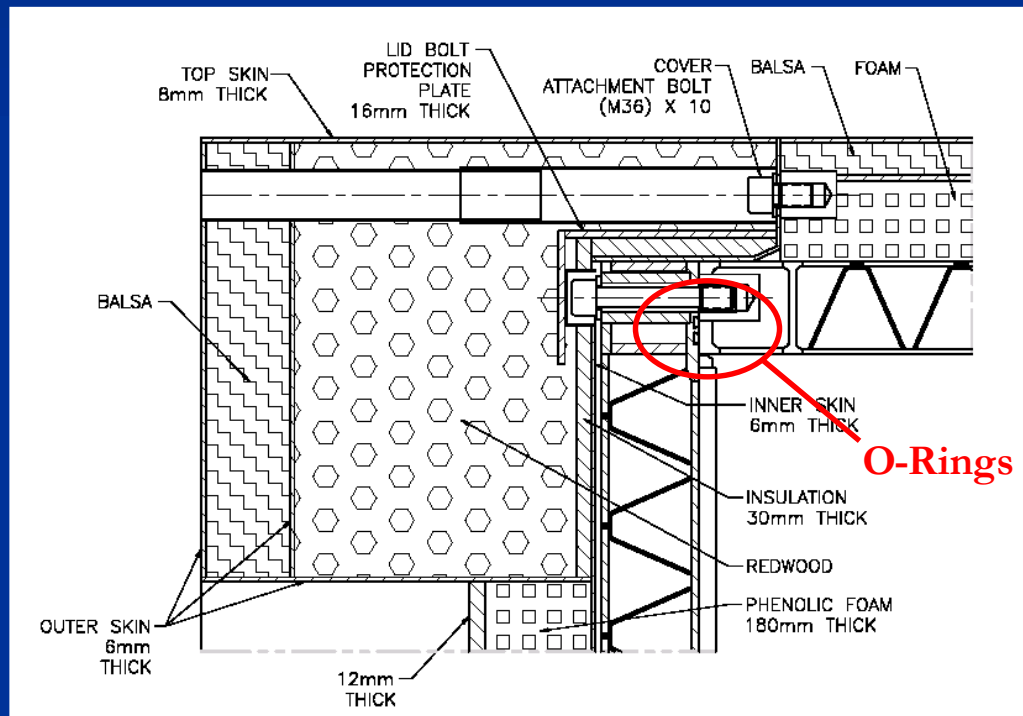 LID BOLT
PROTECTION
PLATE
16mm THICK
TOP SKIN
8mm THICK
COVER
ATTACHMENT BOLT
(M36) X 10
BALSA
FOAM
BALSA
INNER SKIN
6mm THICK
O-Rings
INSULATION
30mm THICK
REDWOOD
PHENOLIC FOAM
180mm THICK
OUTER SKIN
6mm
THICK
12mm
THICK